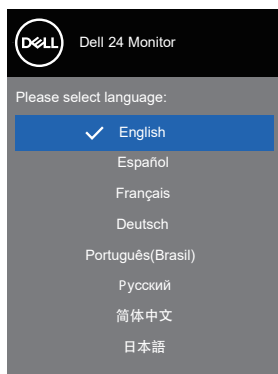 DELL
Dell 24 Monitor
Please select language:
English
Español
Français
Deutsch
Português(Brasil)
Русский
简体中文
日本語